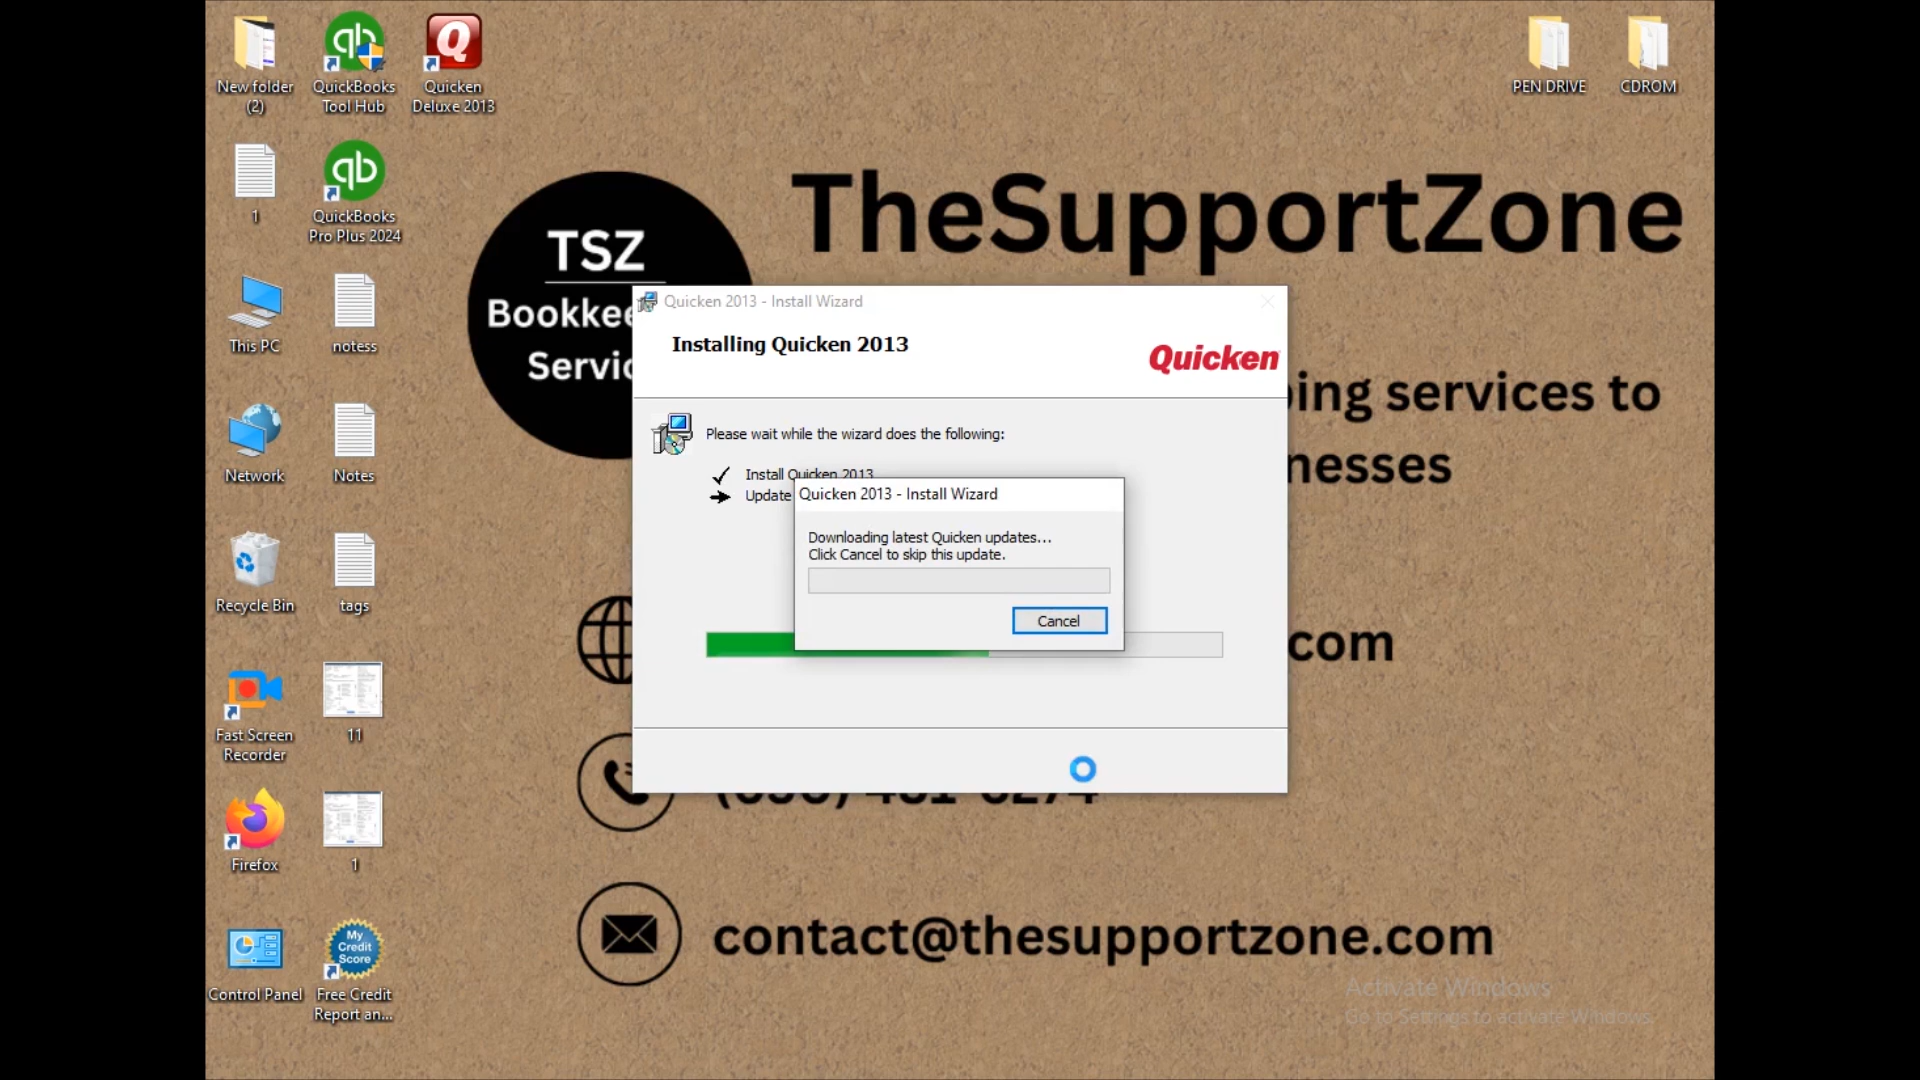 New folder
(2)
QuickBooks
Tool Hub
Quicken
Deluxe 2013
PEN DRIVE
CDROM
1
QuickBooks
Pro Plus 2024
This PC
notess
Network
Notes
Recycle Bin
tags
Fast Screen
Recorder
11
Firefox
1
Control Panel
My
Credit
Score
Free Credit
Report an...
TSZ
TheSupportZone
ing services to
nesses
com
contact@thesupportzone.com
Quicken 2013 - Install Wizard
Installing Quicken 2013
Quicken
Please wait while the wizard does the following:
Install Quicken 2013
Update
Quicken 2013 - Install Wizard
Downloading latest Quicken updates...
Click Cancel to skip this update.
Cancel
Activate Windows
Go to Settings to activate Windows.